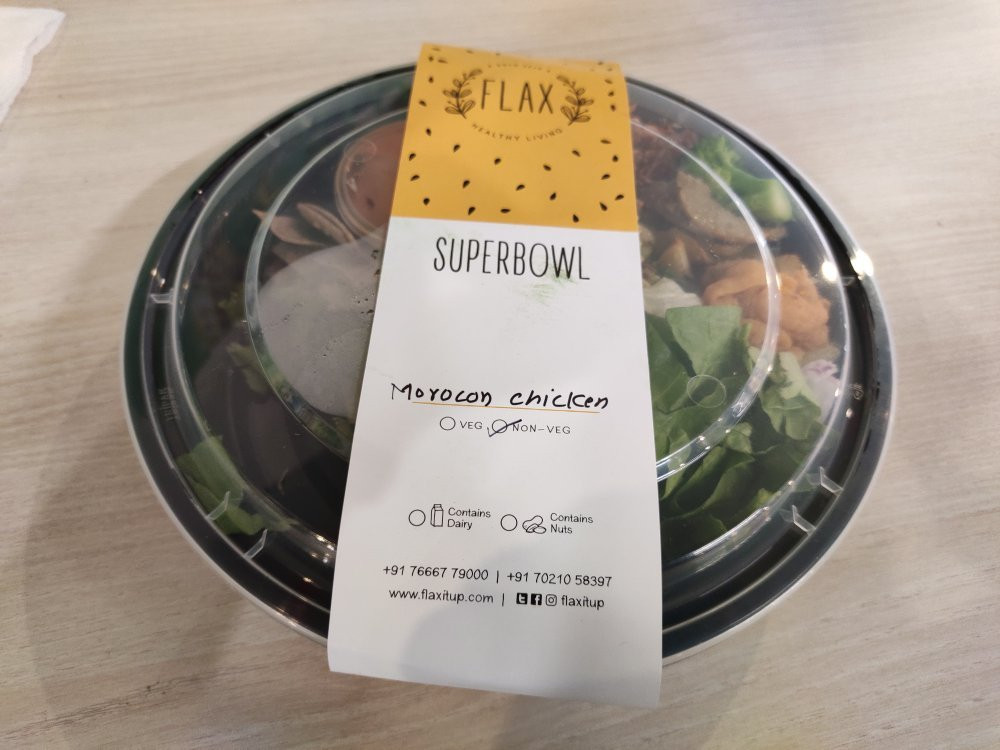 FLAX
HEALTHY LIVING
SUPERBOWL
Morocon chicken
VEG NON-VEG
Contains Dairy
Contains Nuts
+91 76667 79000 | +91 70210 58397
www.flaxitup.com | flaxitup